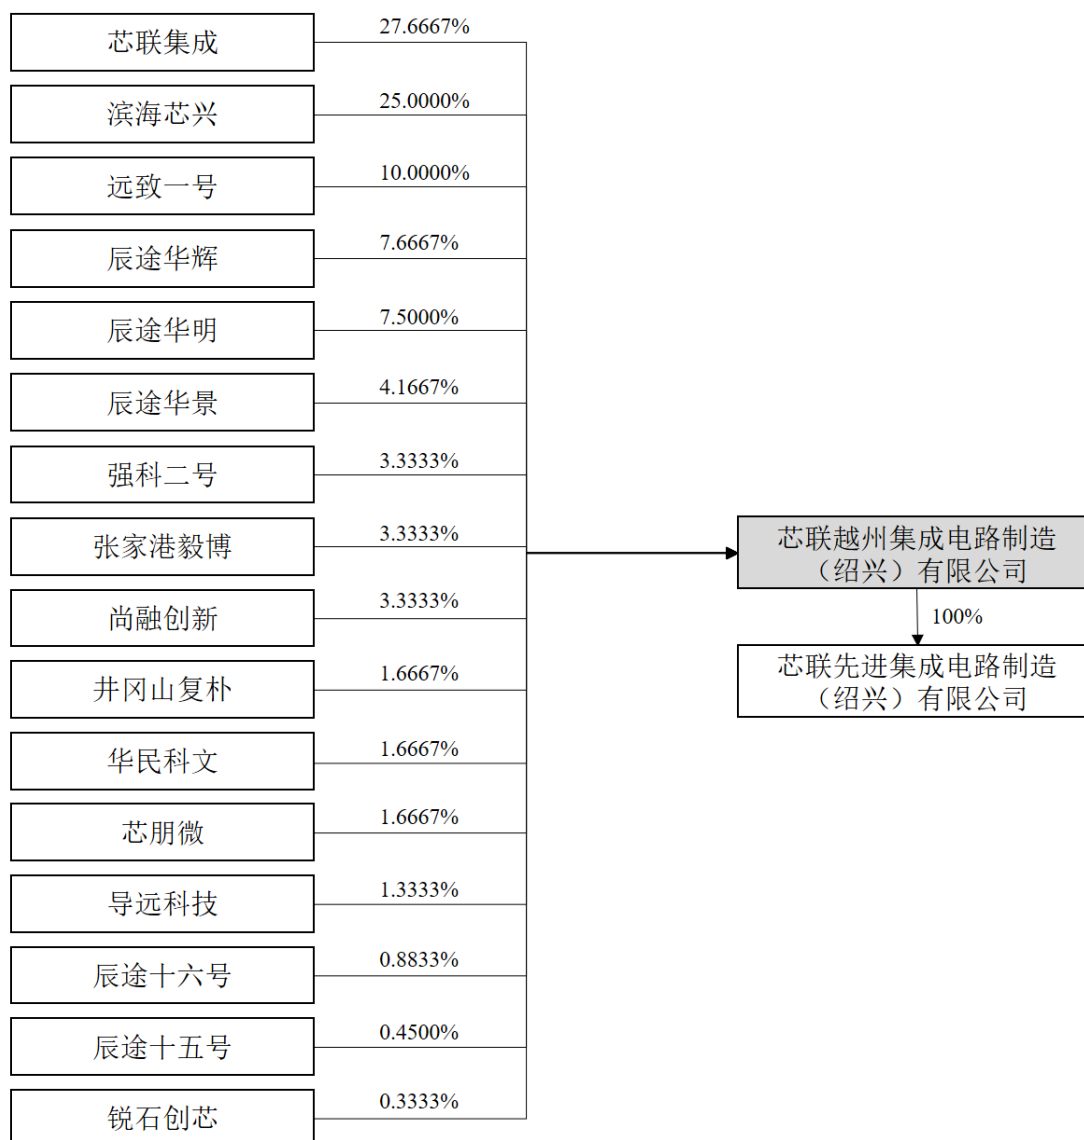 芯联集成
27.6667%
滨海芯兴
25.0000%
远致一号
10.0000%
辰途华辉
7.6667%
辰途华明
7.5000%
辰途华景
4.1667%
强科二号
3.3333%
张家港毅博
3.3333%
尚融创新
3.3333%
井冈山复朴
1.6667%
华民科文
1.6667%
芯朋微
1.6667%
导远科技
1.3333%
辰途十六号
0.8833%
辰途十五号
0.4500%
锐石创芯
0.3333%
芯联越州集成电路制造
（绍兴）有限公司
100%
芯联先进集成电路制造
（绍兴）有限公司